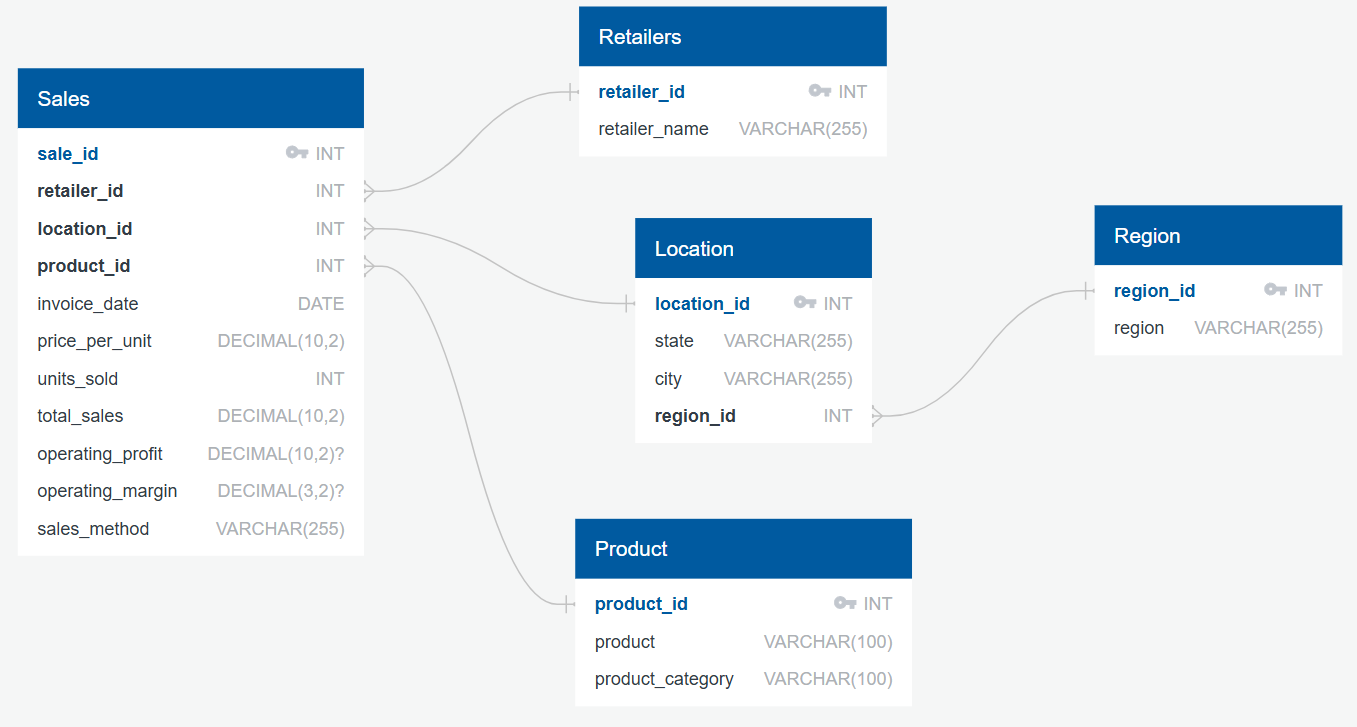 Sales
sale_id INT
retailer_id INT
location_id INT
product_id INT
invoice_date DATE
price_per_unit DECIMAL(10,2)
units_sold INT
total_sales DECIMAL(10,2)
operating_profit DECIMAL(10,2)?
operating_margin DECIMAL(3,2)?
sales_method VARCHAR(255)
Retailers
retailer_id INT
retailer_name VARCHAR(255)
Location
location_id INT
state VARCHAR(255)
city VARCHAR(255)
region_id INT
Region
region_id INT
region VARCHAR(255)
Product
product_id INT
product VARCHAR(100)
product_category VARCHAR(100)